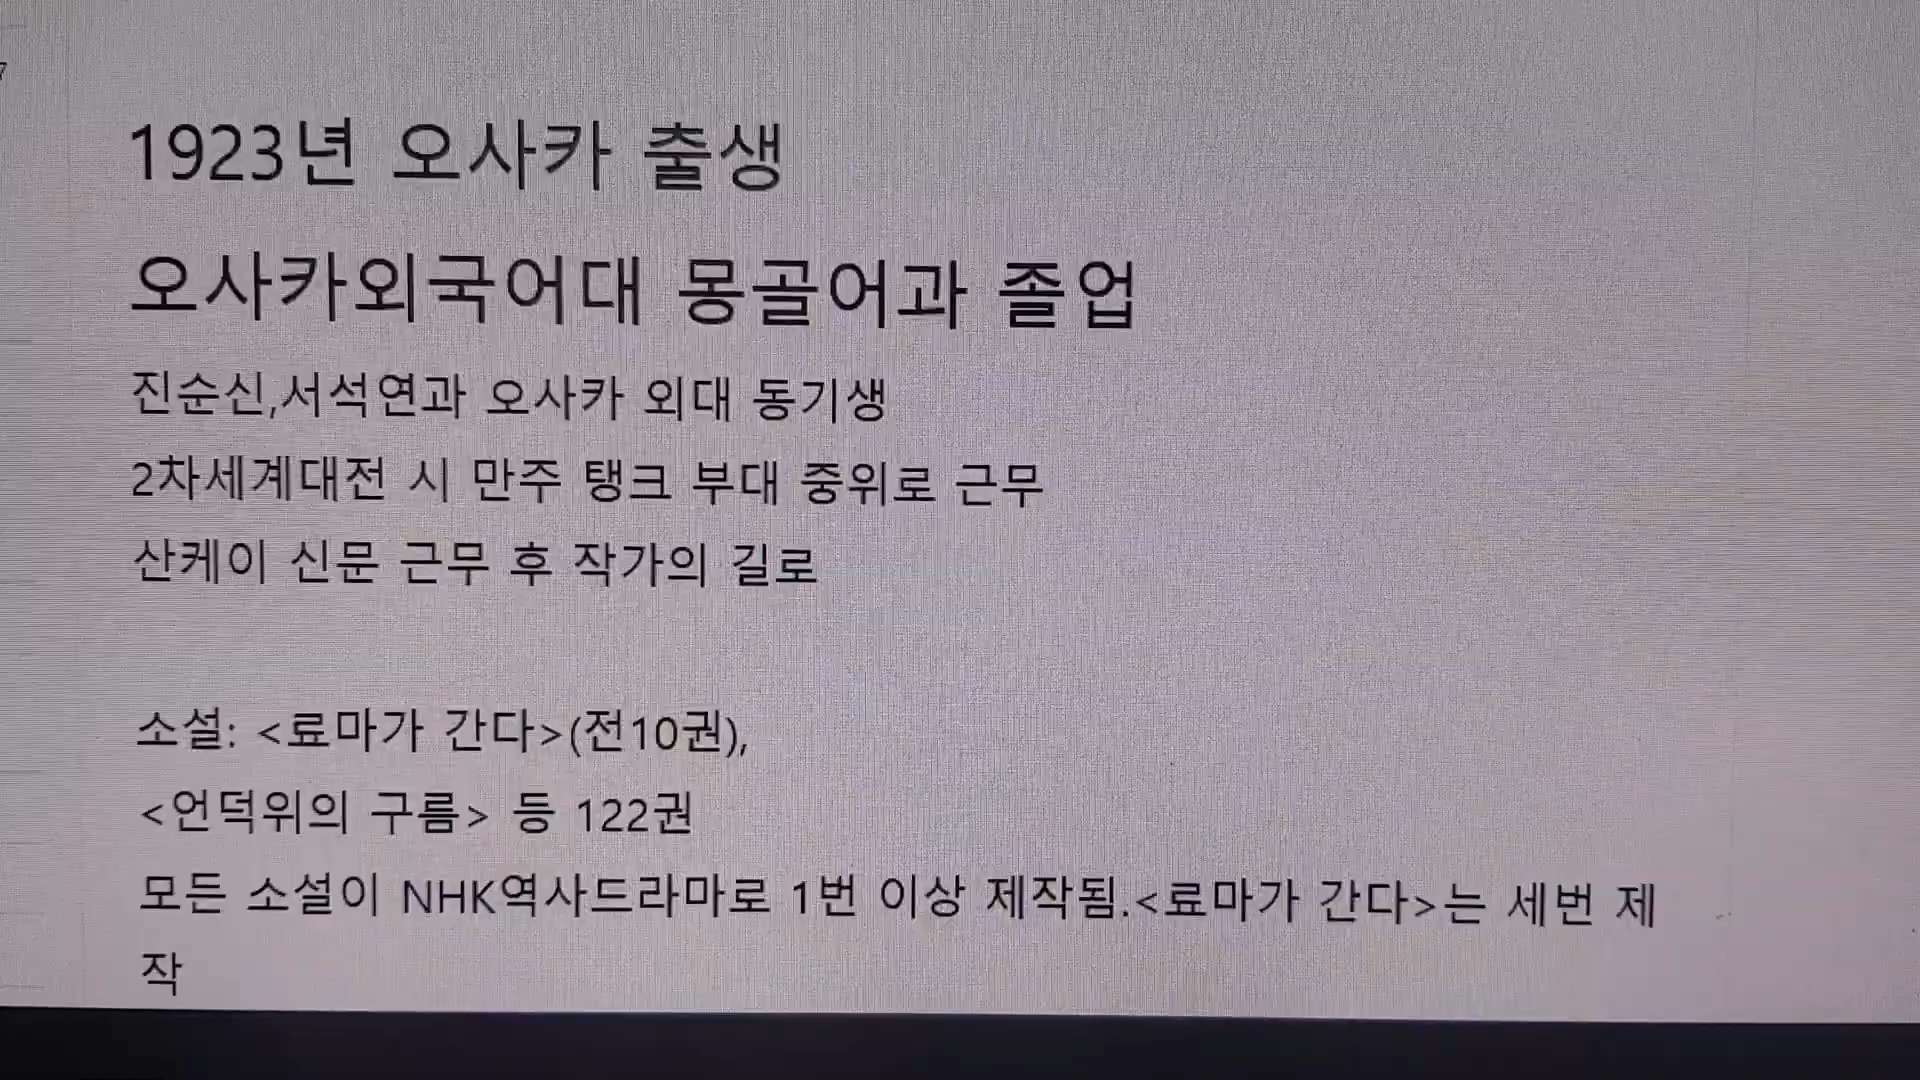 1923년 오사카 출생
오사카외국어대 몽골어과 졸업
진순신,서석연과 오사카 외대 동기생
2차세계대전 시 만주 탱크 부대 중위로 근무
산케이 신문 근무 후 작가의 길로
소설: <료마가 간다>(전10권),
<언덕위의 구름> 등 122권
모든 소설이 NHK역사드라마로 1번 이상 제작됨.<료마가 간다>는 세번 제
작